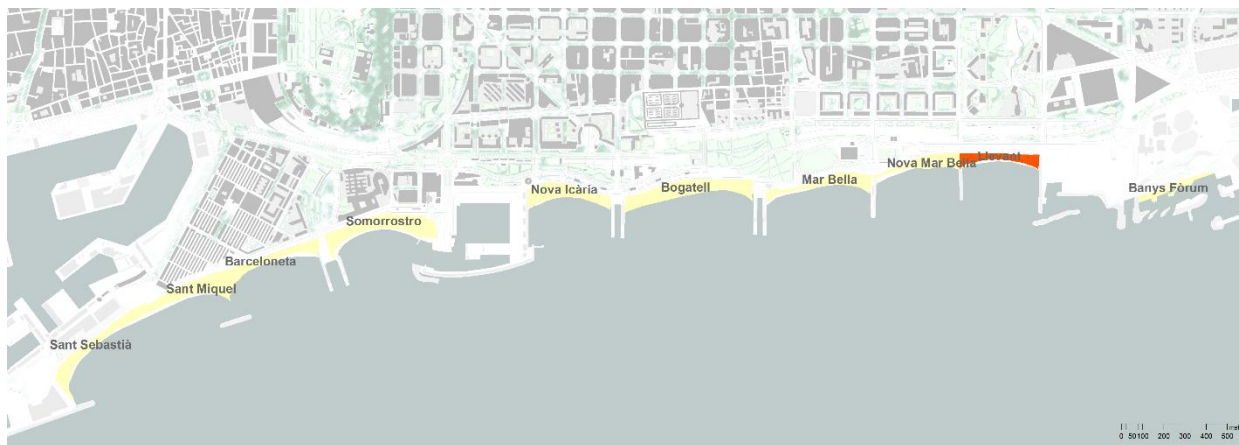 Llevant
Nova Mar Bella
Mar Bella
Bogatell
Nova Icària
Banys Fòrum
Somorrostro
Barceloneta
Sant Miquel
Sant Sebastià
0 50 100 200 300 400 500